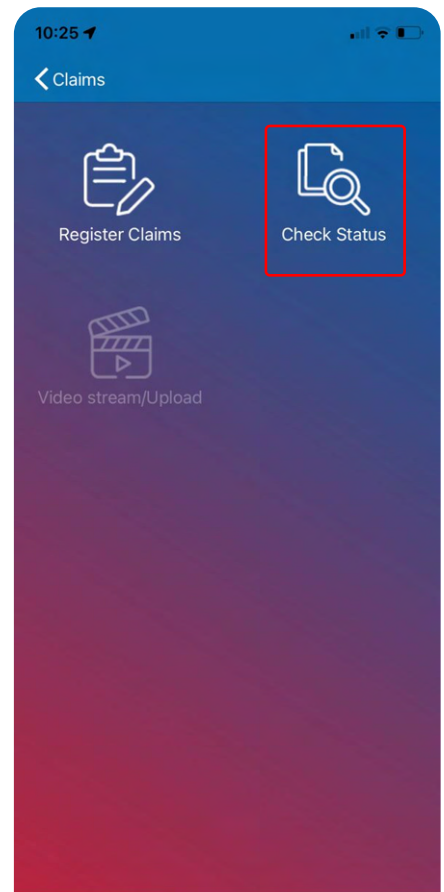 10:25
Claims
Register Claims
Check Status
Video stream/Upload